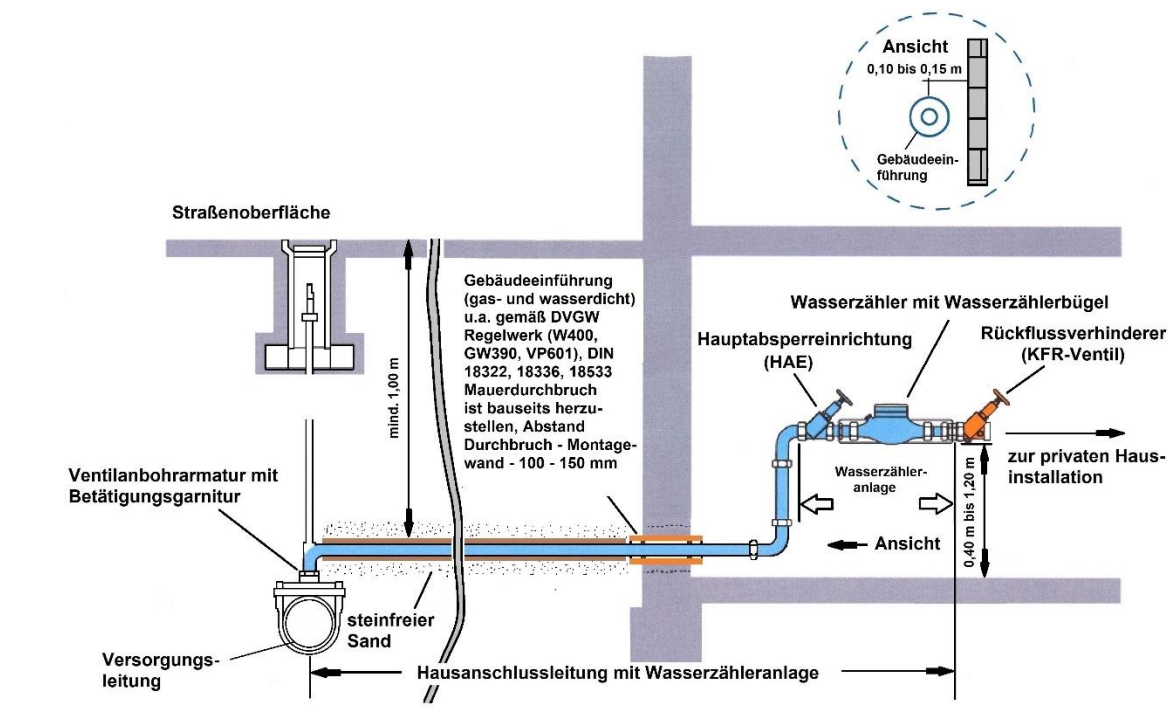 Ansicht
0,10 bis 0,15 m
Gebäudeein-
führung
Straßenoberfläche
mind. 1,00 m
Gebäudeeinführung
(gas- und wasserdicht)
u.a. gemäß DVGW
Regelwerk (W400,
GW390, VP601), DIN
18322, 18336, 18533
Mauerdurchbruch
ist bauseits herzu-
stellen, Abstand
Durchbruch - Montage-
wand - 100 - 150 mm
Wasserzähler mit Wasserzählerbügel
Hauptabsperreinrichtung
(HAE)
Rückflussverhinderer
(KFR-Ventil)
zur privaten Haus-
installation
Wasserzähler-
anlage
0,40 m bis 1,20 m
Ansicht
Ventilanbohrarmatur mit
Betätigungsgarnitur
steinfreier
Sand
Versorgungs-
leitung
Hausanschlussleitung mit Wasserzähleranlage